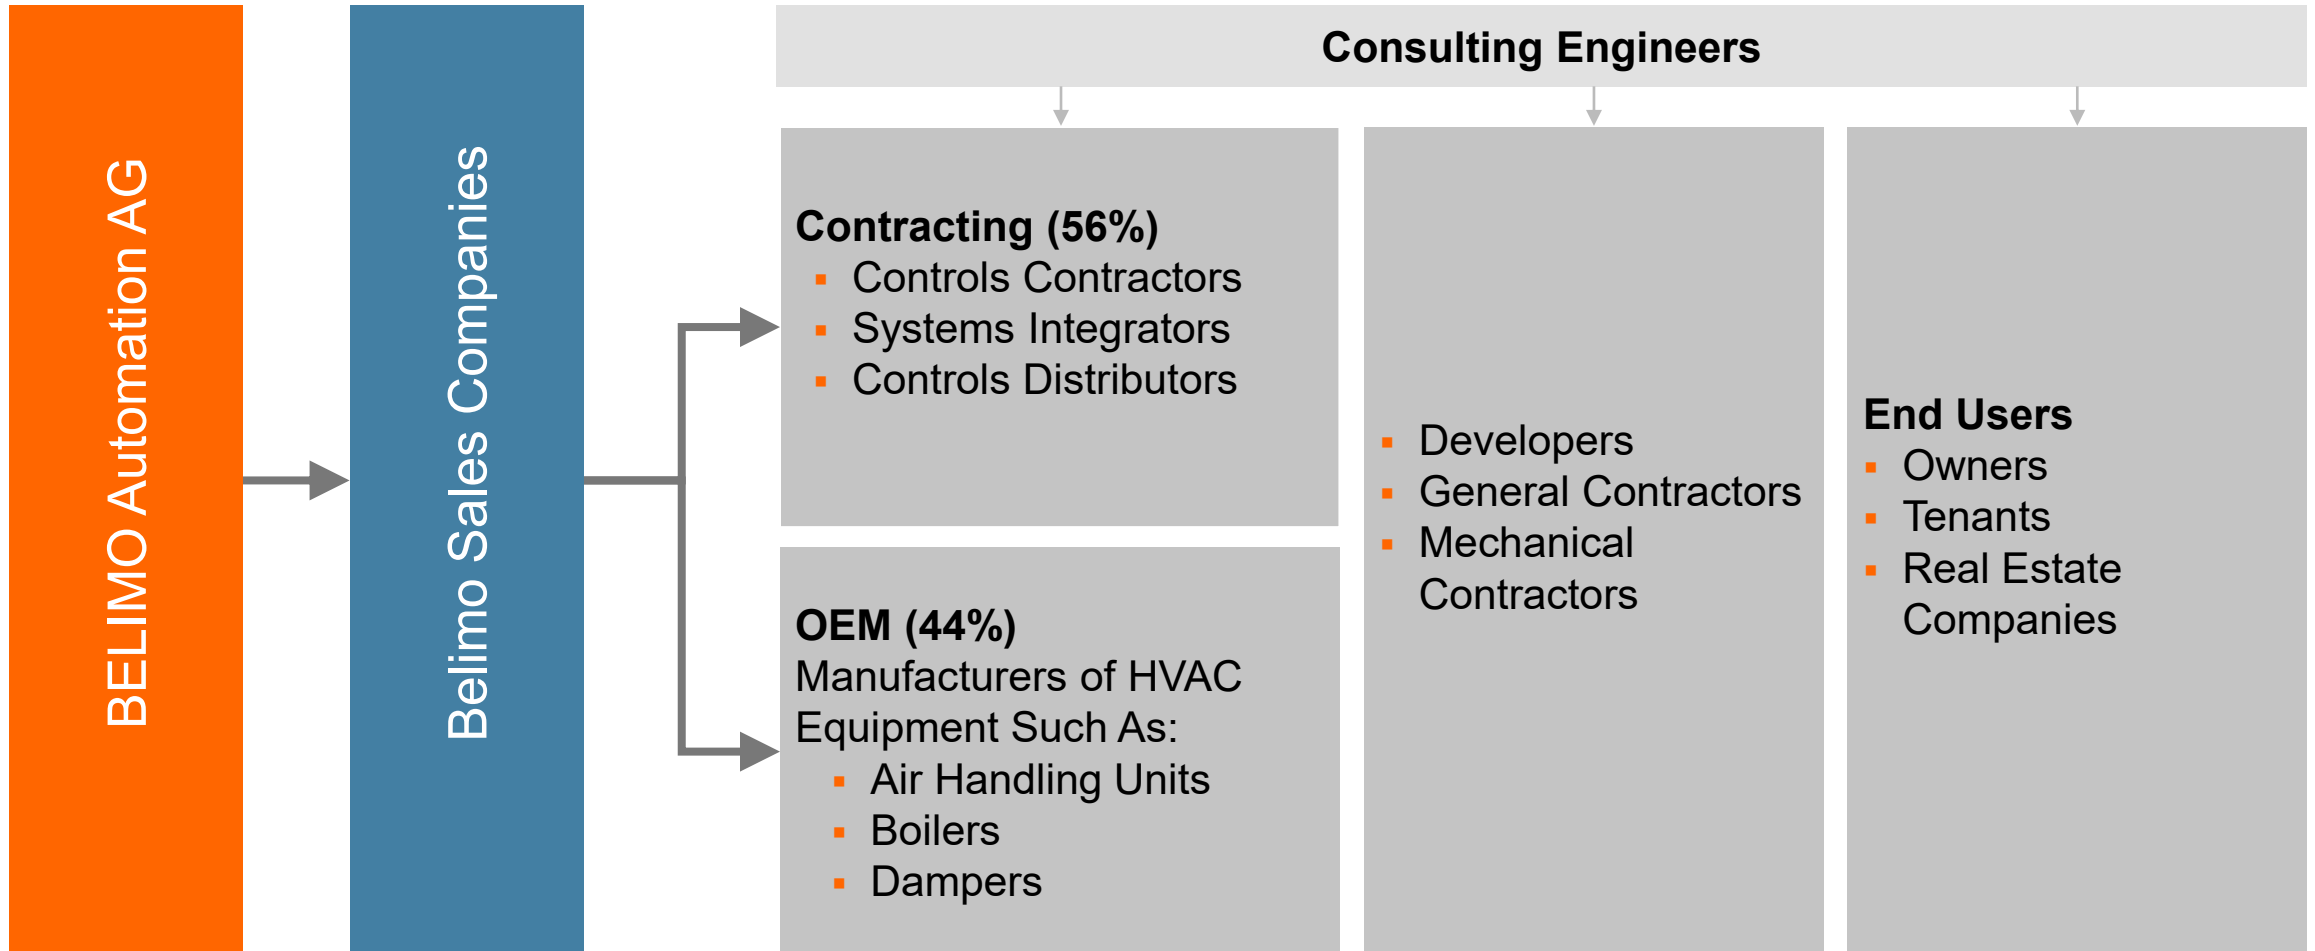 BELIMO Automation AG
Belimo Sales Companies
Consulting Engineers
Contracting (56%)
▪ Controls Contractors
▪ Systems Integrators
▪ Controls Distributors
OEM (44%)
Manufacturers of HVAC
Equipment Such As:
▪ Air Handling Units
▪ Boilers
▪ Dampers
▪ Developers
▪ General Contractors
▪ Mechanical
Contractors
End Users
▪ Owners
▪ Tenants
▪ Real Estate
Companies